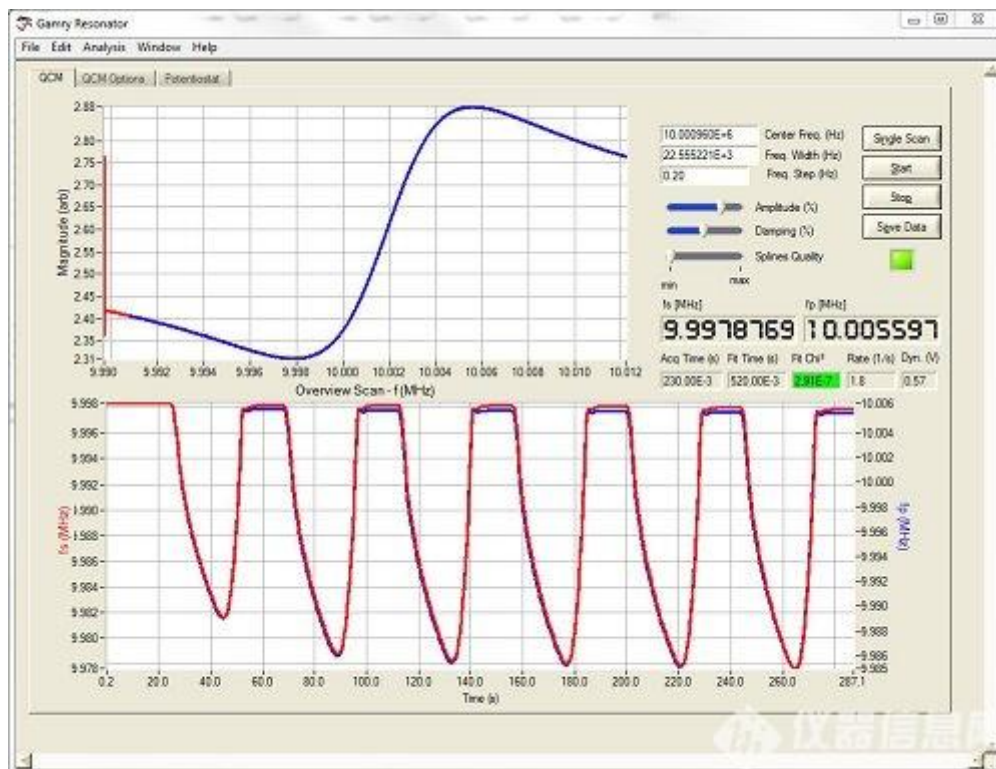 Gamry Resonator
File Edit Analysis Window Help
QCM QCM Options Potentiostat
Magnitude (arb)
2.88
2.80
2.75
2.70
2.65
2.60
2.55
2.50
2.45
2.40
2.35
2.31
9.990 9.992 9.994 9.996 9.998 10.000 10.002 10.004 10.006 10.008 10.010 10.012
Overview Scan - f (MHz)
10.000960E+6 Center Freq. (Hz)
22.555221E+3 Freq. Width (Hz)
0.20 Freq. Step (Hz)
Amplitude (%)
Damping (%)
Splines Quality
min max
Single Scan
Start
Stop
Save Data
fs [MHz] fp [MHz]
9.9978769 10.005597
Acq Time (s) Fit Time (s) Fit Chi² Rate (1/s) Dyn. (V)
230.00E-3 520.00E-3 2.91E-7 1.8 0.57
fs (MHz)
9.998
9.996
9.994
9.992
9.990
9.988
9.986
9.984
9.982
9.980
9.978
10.006
10.004
10.002
10.000
9.998
9.996
9.994
9.992
9.990
9.988
9.986
9.985
fp (MHz)
0.2 20.0 40.0 60.0 80.0 100.0 120.0 140.0 160.0 180.0 200.0 220.0 240.0 260.0 287.1
Time (s)
仪器信息网